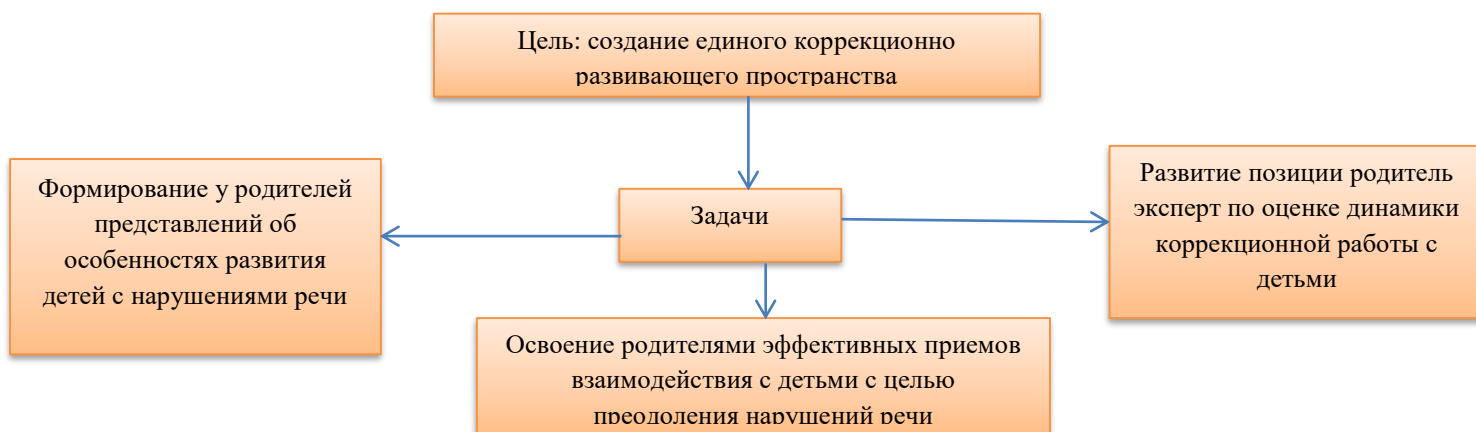 Цель: создание единого коррекционно
развивающего пространства
Формирование у родителей
представлений об
особенностях развития
детей с нарушениями речи
Задачи
Развитие позиции родитель
эксперт по оценке динамики
коррекционной работы с
детьми
Освоение родителями эффективных приемов
взаимодействия с детьми с целью
преодоления нарушений речи